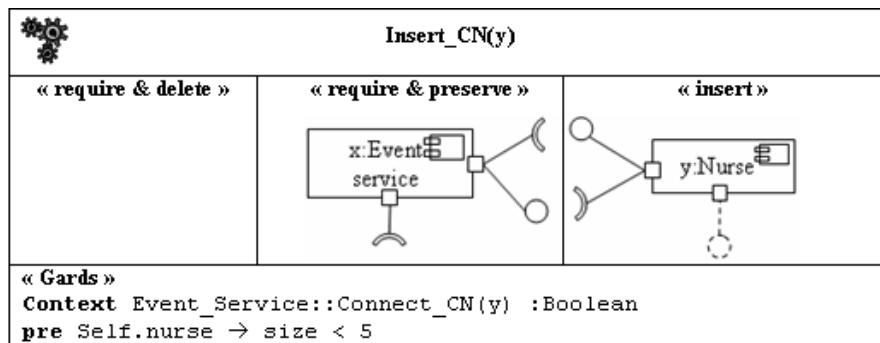 Insert_CN(y)
« require & delete »
« require & preserve »
« insert »
x:Event
service
y:Nurse
« Gards »
Context Event_Service::Connect_CN(y) :Boolean
pre Self.nurse → size < 5